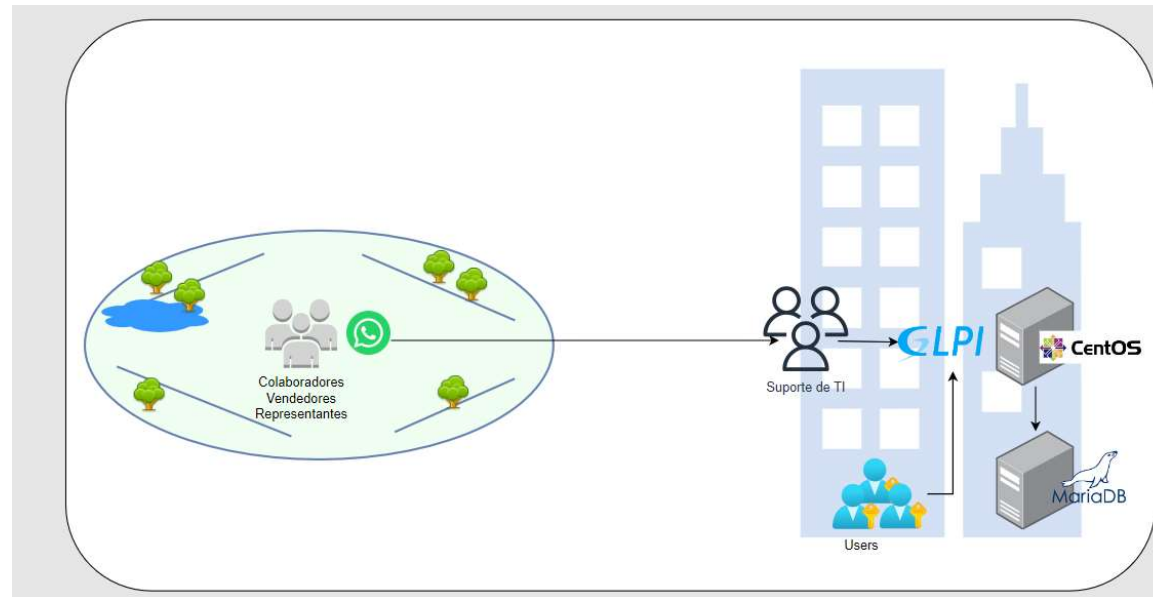 Colaboradores
Vendedores
Representantes
Suporte de TI
GLPI
CentOS
MariaDB
Users